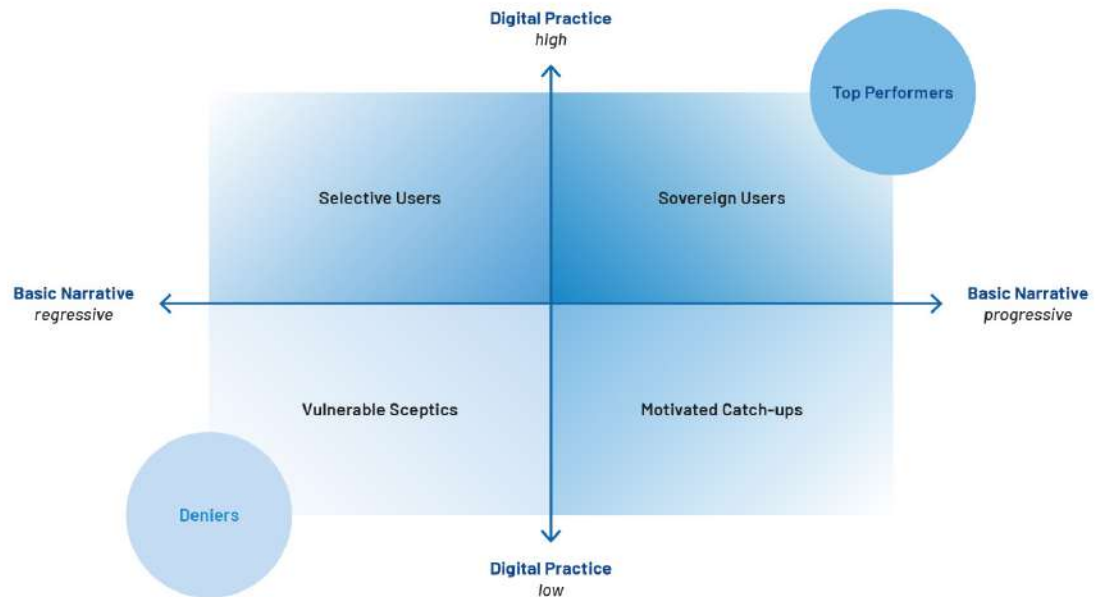 Digital Practice
high
Top Performers
Selective Users
Sovereign Users
Basic Narrative
regressive
Basic Narrative
progressive
Vulnerable Sceptics
Motivated Catch-ups
Deniers
Digital Practice
low